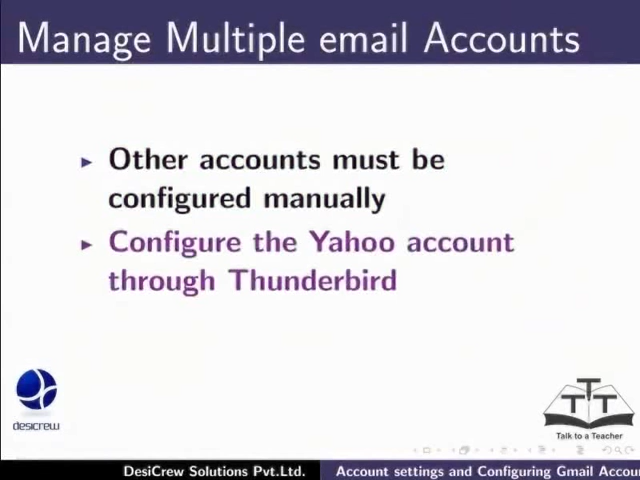 Manage Multiple email Accounts
Other accounts must be
configured manually
Configure the Yahoo account
through Thunderbird
desicrew
T T T
Talk to a Teacher
DesiCrew Solutions Pvt.Ltd.
Account settings and Configuring Gmail Accou